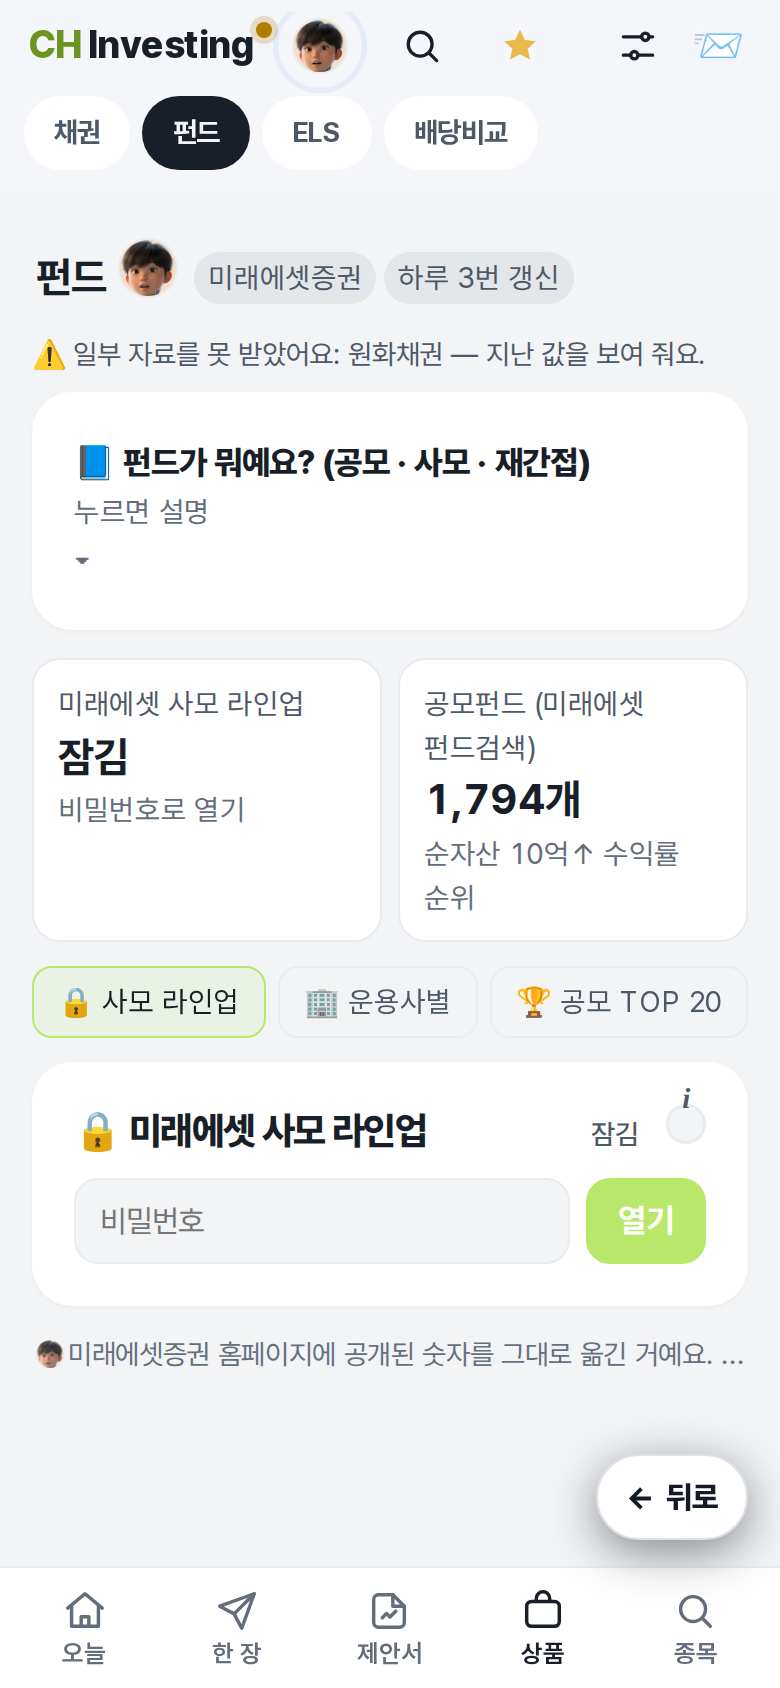 CH Investing
채권
펀드
ELS
배당비교
펀드
미래에셋증권
하루 3번 갱신
⚠️ 일부 자료를 못 받았어요: 원화채권 — 지난 값을 보여 줘요.
📘 펀드가 뭐예요? (공모 · 사모 · 재간접)
누르면 설명
미래에셋 사모 라인업
잠김
비밀번호로 열기
공모펀드 (미래에셋
펀드검색)
1,794개
순자산 10억↑ 수익률
순위
🔒 사모 라인업
🏢 운용사별
🏆 공모 TOP 20
🔒 미래에셋 사모 라인업
잠김
i
비밀번호
열기
미래에셋증권 홈페이지에 공개된 숫자를 그대로 옮긴 거예요. ...
← 뒤로
오늘
한 장
제안서
상품
종목